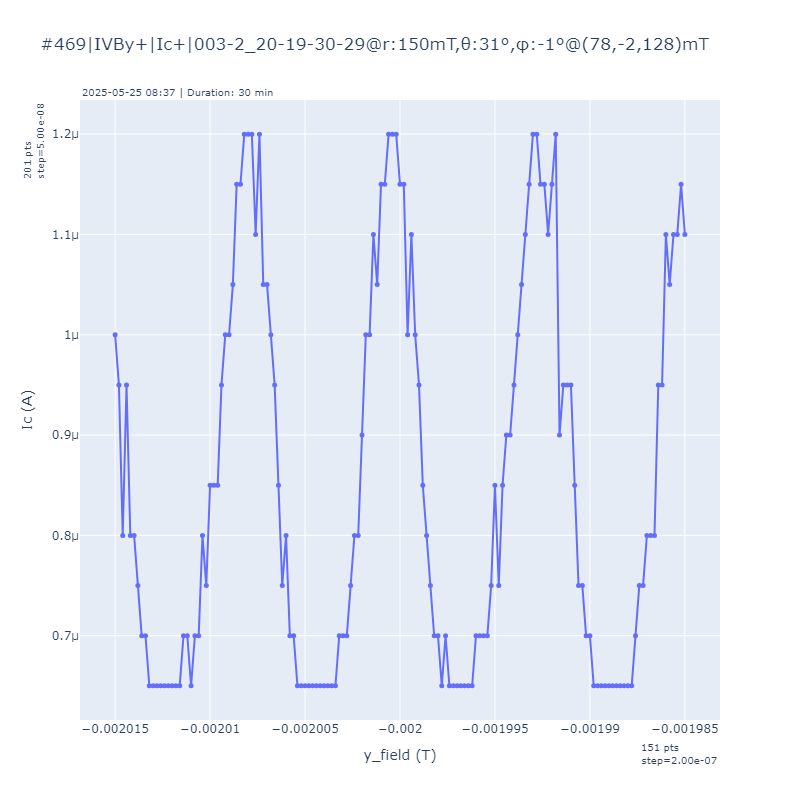 #469|IVBy+|Ic+|003-2_20-19-30-29@r:150mT,θ:31°,φ:-1°@(78,-2,128)mT
2025-05-25 08:37 | Duration: 30 min
201 pts
step=5.00e-08
1.2μ
1.1μ
1μ
0.9μ
0.8μ
0.7μ
Ic (A)
−0.002015
−0.00201
−0.002005
−0.002
−0.001995
−0.00199
−0.001985
y_field (T)
151 pts
step=2.00e-07